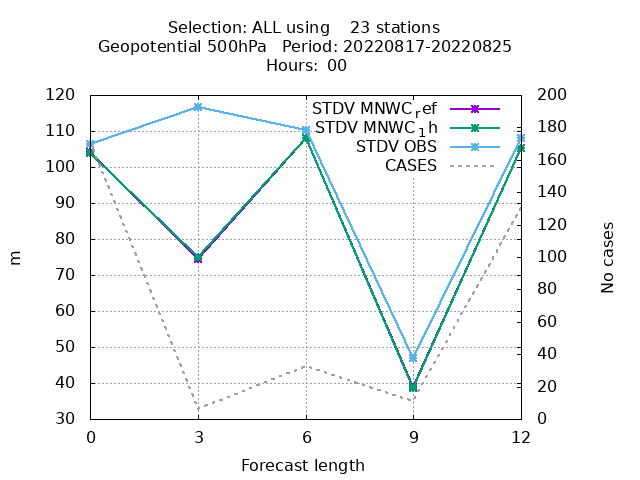 Selection: ALL using    23 stations
Geopotential 500hPa   Period: 20220817-20220825
Hours:  00
120 200
110 180
100 160
90 140
80 120
70 100
60 80
50 60
40 40
30 20
0
m
No cases
STDV MNWC_ref
STDV MNWC_1h
STDV OBS
CASES
0 3 6 9 12
Forecast length